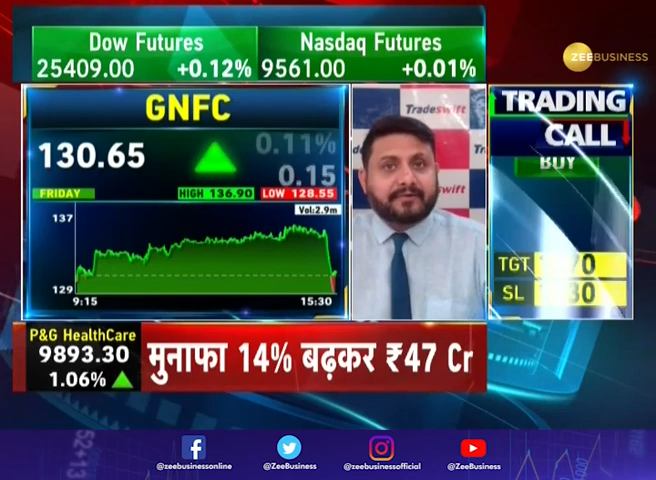 Dow Futures
25409.00 +0.12%
Nasdaq Futures
9561.00 +0.01%
ZEEBUSINESS
GNFC
130.65
0.11%
0.15
FRIDAY HIGH 136.90 LOW 128.55
Vol:2.9m
137
129
9:15 15:30
Tradeswift
TRADING
CALL
BUY
TGT
SL
P&G HealthCare
9893.30
1.06%
मुनाफा 14% बढ़कर ₹47 Cr
@zeebusinessonline
@ZeeBusiness
@zeebusinessofficial
@ZeeBusiness